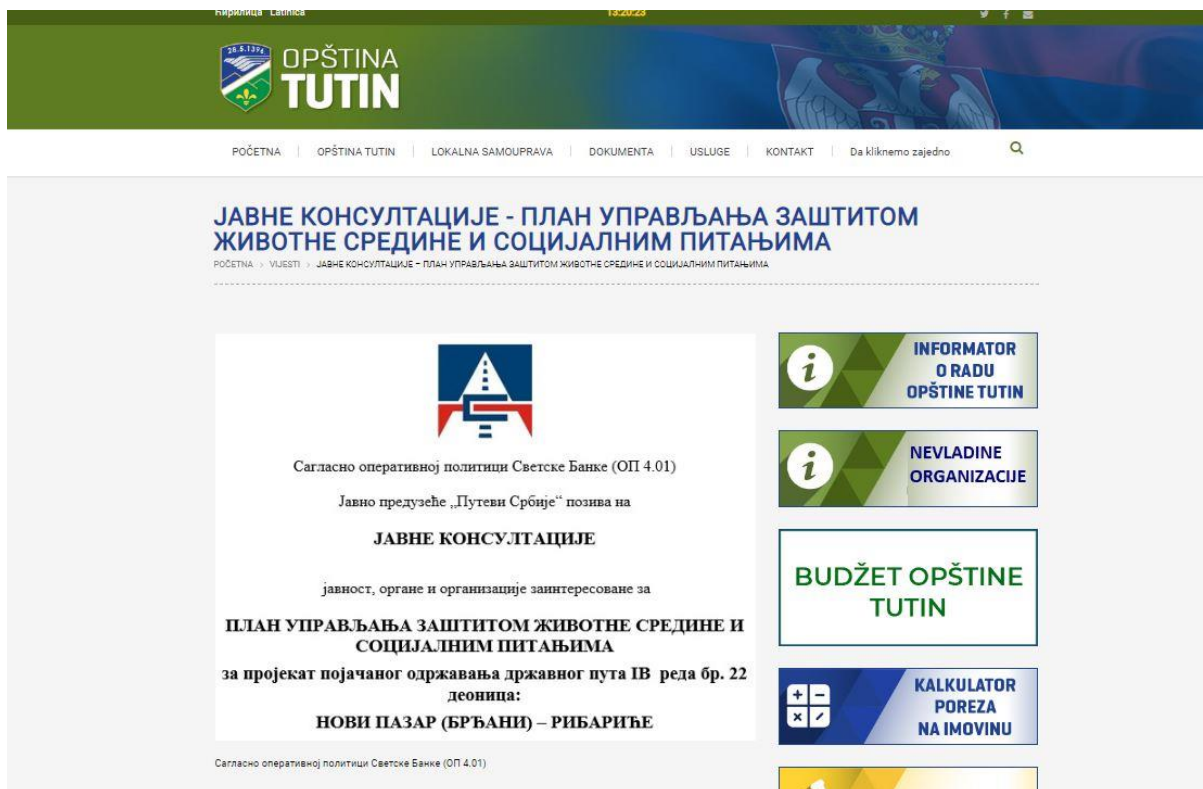 Ћирилица Latinica
13:20:23
28.5.1394
OPŠTINA
TUTIN
POČETNA OPŠTINA TUTIN LOKALNA SAMOUPRAVA DOKUMENTA USLUGE KONTAKT Da kliknemo zajedno
ЈАВНЕ КОНСУЛТАЦИЈЕ - ПЛАН УПРАВЉАЊА ЗАШТИТОМ
ЖИВОТНЕ СРЕДИНЕ И СОЦИЈАЛНИМ ПИТАЊИМА
POČETNA > VIJESTI > ЈАВНЕ КОНСУЛТАЦИЈЕ – ПЛАН УПРАВЉАЊА ЗАШТИТОМ ЖИВОТНЕ СРЕДИНЕ И СОЦИЈАЛНИМ ПИТАЊИМА
Сагласно оперативној политици Светске Банке (ОП 4.01)
Јавно предузеће „Путеви Србије“ позива на
ЈАВНЕ КОНСУЛТАЦИЈЕ
јавност, органе и организације заинтересоване за
ПЛАН УПРАВЉАЊА ЗАШТИТОМ ЖИВОТНЕ СРЕДИНЕ И
СОЦИЈАЛНИМ ПИТАЊИМА
за пројекат појачаног одржавања државног пута IВ реда бр. 22
деоница:
НОВИ ПАЗАР (БРЂАНИ) – РИБАРИЋЕ
Сагласно оперативној политици Светске Банке (ОП 4.01)
INFORMATOR
O RADU
OPŠTINE TUTIN
NEVLADINE
ORGANIZACIJE
BUDŽET OPŠTINE
TUTIN
KALKULATOR
POREZA
NA IMOVINU